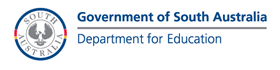 SOUTH
AUSTRALIA
Government of South Australia
Department for Education